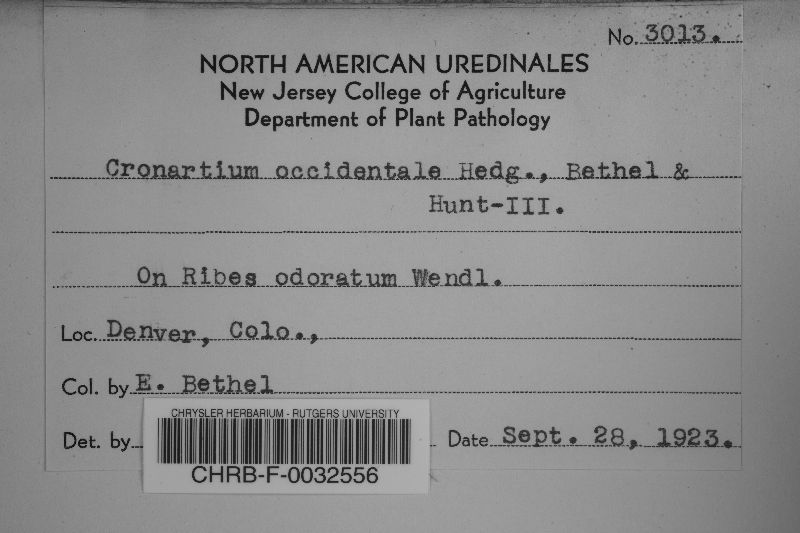 No. 3013.
NORTH AMERICAN UREDINALES
New Jersey College of Agriculture
Department of Plant Pathology
Cronartium occidentale Hedg., Bethel &
Hunt-III.
On Ribes odoratum Wendl.
Loc. Denver, Colo.,
Col. by E. Bethel
Det. by
Date Sept. 28, 1923.
CHRYSLER HERBARIUM - RUTGERS UNIVERSITY
CHRB-F-0032556